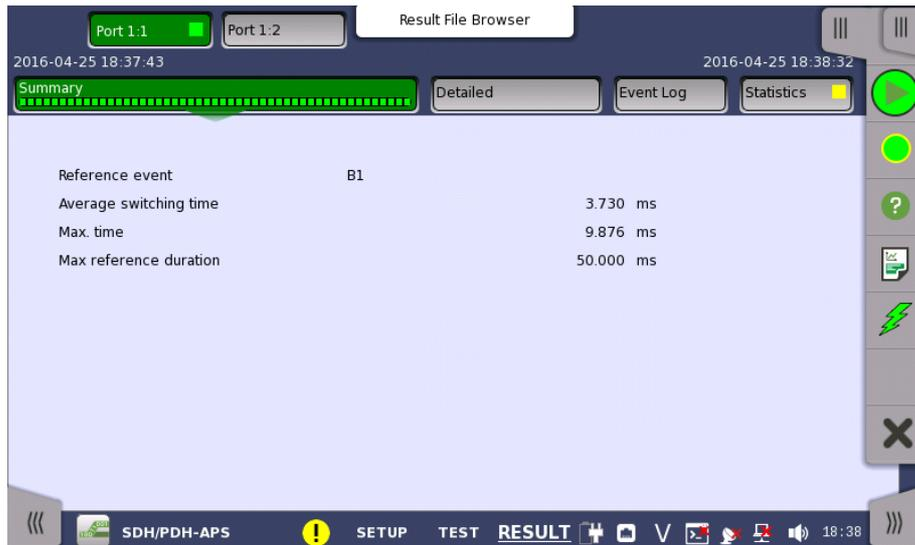 Result File Browser
Port 1:1
Port 1:2
2016-04-25 18:37:43
2016-04-25 18:38:32
Summary
Detailed
Event Log
Statistics
Reference event B1
Average switching time 3.730 ms
Max. time 9.876 ms
Max reference duration 50.000 ms
SDH/PDH-APS
SETUP
TEST
RESULT
18:38